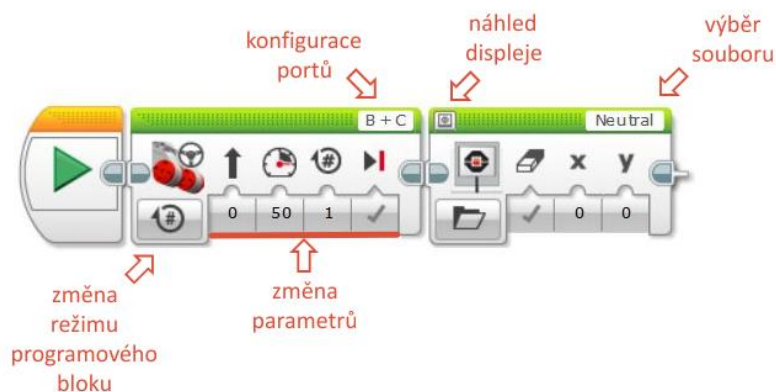 konfigurace
portů
náhled
displeje
výběr
souboru
B + C
Neutral
#
x
y
#
0
50
1
0
0
změna
režimu
programového
bloku
změna
parametrů